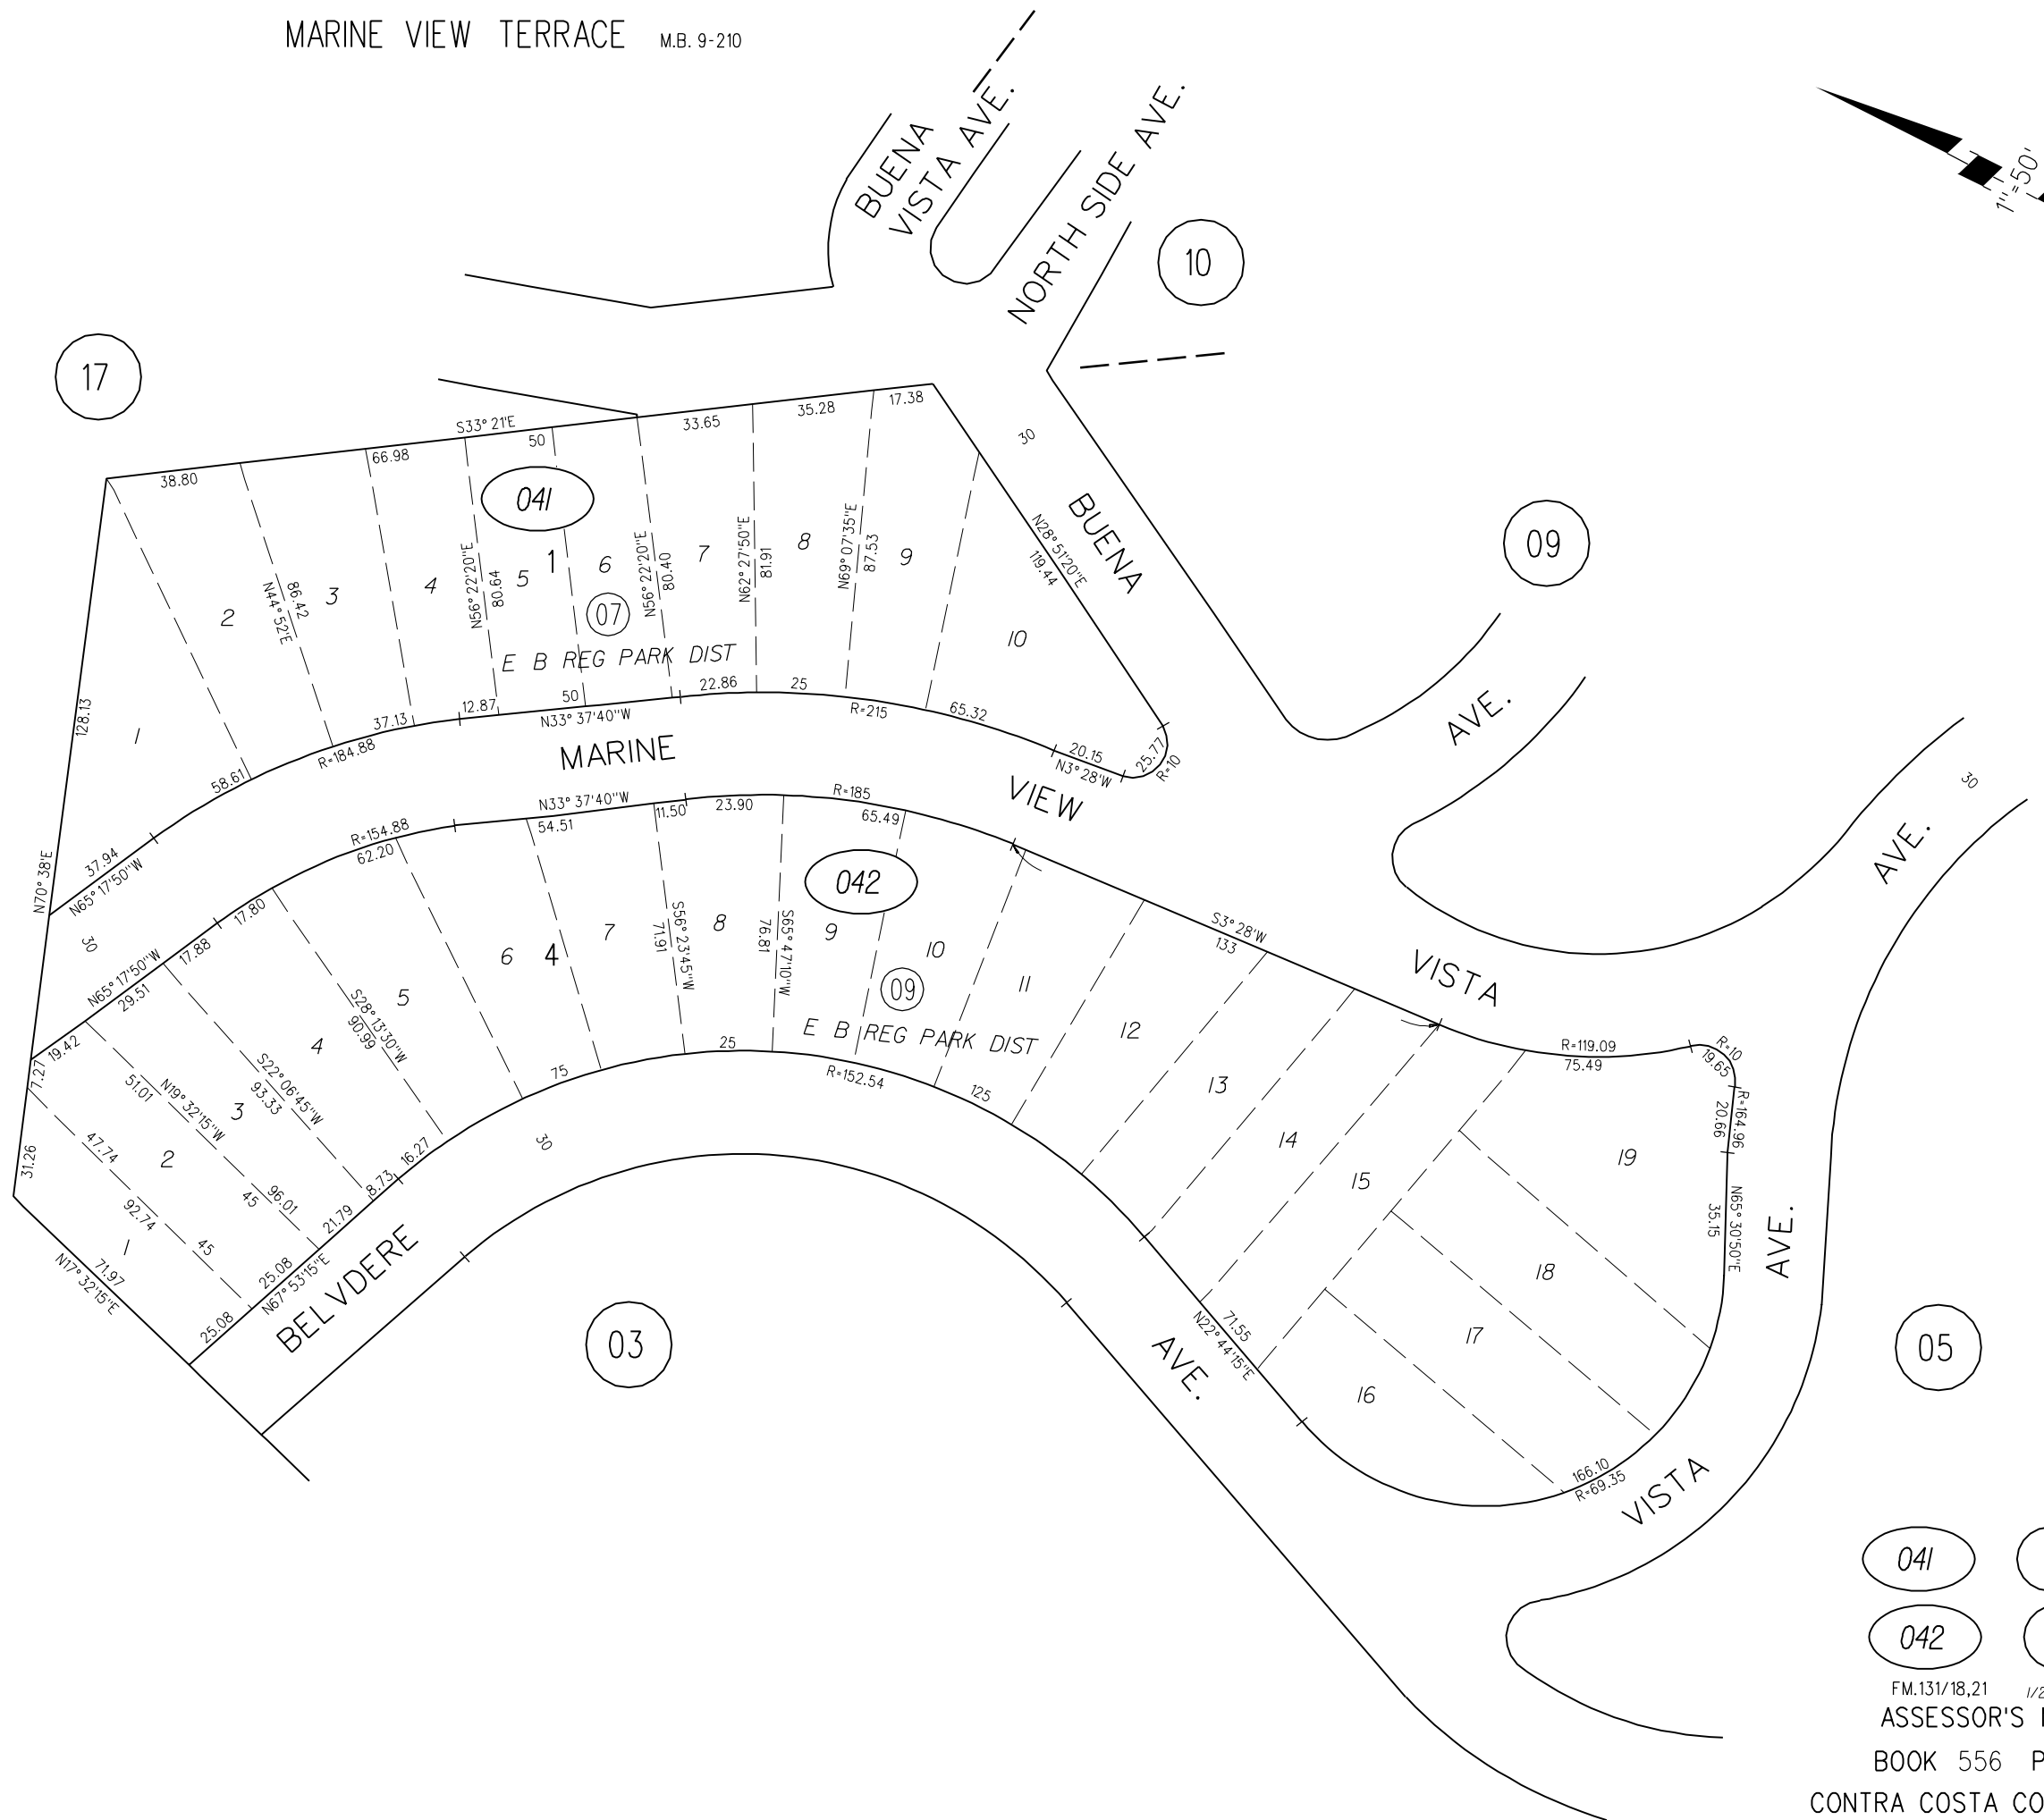 MARINE VIEW TERRACE M.B. 9-210
BUENA
VISTA AVE.
NORTH SIDE AVE.
1"=50'
10
17
09
S33° 21'E
38.80
66.98
50
33.65
35.28
17.38
30
041
BUENA
AVE.
N28° 51'20"E
119.44
128.13
N70° 38'E
1
2
N44° 52'E
86.42
3
4
N56° 22'20"E
80.64
5
1
6
07
N56° 22'20"E
80.40
7
N62° 27'50"E
81.91
8
N69° 07'35"E
87.53
9
10
E B REG PARK DIST
37.94
N65° 17'50"W
58.61
R=184.88
37.13
12.87
50
N33° 37'40"W
22.86
25
R=215
65.32
20.15
N3° 28'W
25.77
R=10
MARINE
VIEW
30
N65° 17'50"W
29.51
17.88
17.80
R=154.88
62.20
N33° 37'40"W
54.51
11.50
23.90
R=185
65.49
042
S3° 28'W
133
VISTA
AVE.
30
R=119.09
75.49
R=10
19.65
R=164.96
20.66
N65° 30'50"E
35.15
7.27
19.42
31.26
1
2
3
4
5
6
4
7
8
9
10
11
12
13
14
15
16
17
18
19
09
E B REG PARK DIST
47.74
92.74
45
51.01
N19° 32'15"W
96.01
45
S22° 06'45"W
93.33
S28° 13'30"W
90.99
S56° 23'45"W
71.91
S65° 47'10"W
76.81
71.97
N17° 32'15"E
25.08
25.08
N67° 53'15"E
21.79
8.73
16.27
75
25
R=152.54
125
30
BELVDERE
AVE.
71.55
N22° 44'15"E
166.10
R=69.35
VISTA
AVE.
03
05
041
042
FM.131/18,21
ASSESSOR'S
BOOK 556 P
CONTRA COSTA CO